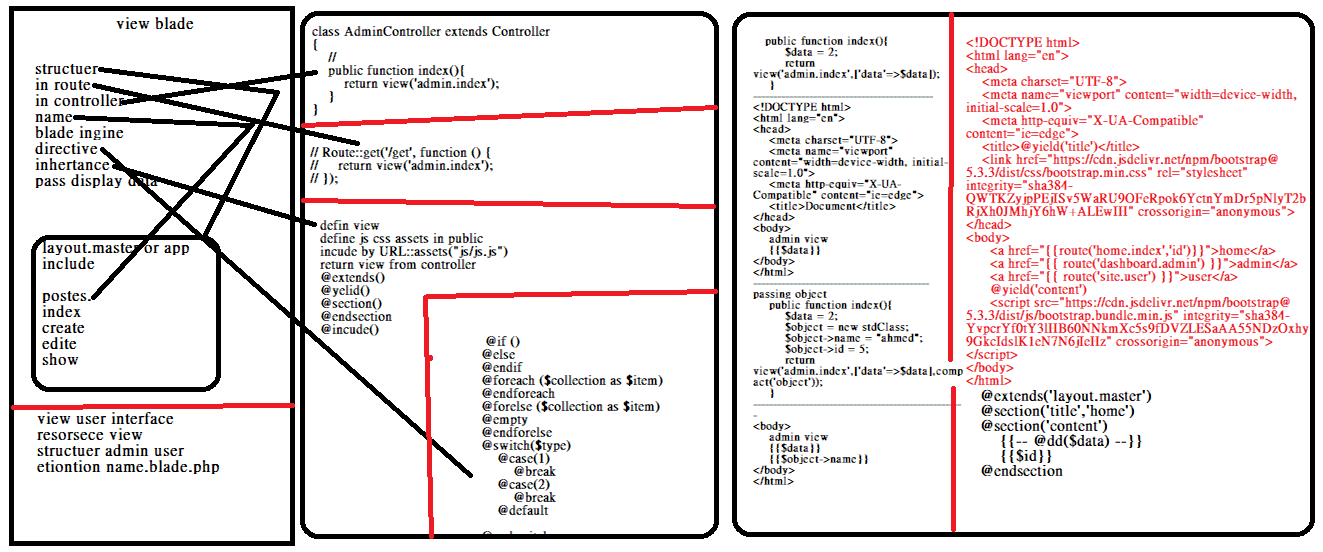 view blade
structuer
in route
in controller
name
blade ingine
directive
inhertance
pass display data
layout.master or app
include
postes.
index
create
edite
show
view user interface
resorsece view
structuer admin user
etiontion name.blade.php
class AdminController extends Controller
{
//
public function index(){
return view('admin.index');
}
}
// Route::get('/get', function () {
// return view('admin.index');
// });
defin view
define js css assets in public
incude by URL::assets("js/js.js")
return view from controller
@extends()
@yelid()
@section()
@endsection
@incude()
@if ()
@else
@endif
@foreach ($collection as $item)
@endforeach
@forelse ($collection as $item)
@empty
@endforelse
@switch($type)
@case(1)
@break
@case(2)
@break
@default
public function index(){
$data = 2;
return
view('admin.index',['data'=>$data]);
}
<!DOCTYPE html>
<html lang="en">
<head>
<meta charset="UTF-8">
<meta name="viewport"
content="width=device-width, initial-
scale=1.0">
<meta http-equiv="X-UA-
Compatible" content="ie=edge">
<title>Document</title>
</head>
<body>
admin view
{{$data}}
</body>
</html>
passing object
public function index(){
$data = 2;
$object = new stdClass;
$object->name = "ahmed";
$object->id = 5;
return
view('admin.index',['data'=>$data],comp
act('object'));
}
<body>
admin view
{{$data}}
{{$object->name}}
</body>
</html>
<!DOCTYPE html>
<html lang="en">
<head>
<meta charset="UTF-8">
<meta name="viewport" content="width=device-width,
initial-scale=1.0">
<meta http-equiv="X-UA-Compatible"
content="ie=edge">
<title>@yield('title')</title>
<link href="https://cdn.jsdelivr.net/npm/bootstrap@
5.3.3/dist/css/bootstrap.min.css" rel="stylesheet"
integrity="sha384-
QWTKZyjpPEjISv5WaRU9OFeRpok6YctnYmDr5pNlyT2b
RjXh0JMhjY6hW+ALEwIH" crossorigin="anonymous">
</head>
<body>
<a href="{{route('home.index','id')}}">home</a>
<a href="{{ route('dashboard.admin') }}">admin</a>
<a href="{{ route('site.user') }}">user</a>
@yield('content')
<script src="https://cdn.jsdelivr.net/npm/bootstrap@
5.3.3/dist/js/bootstrap.bundle.min.js" integrity="sha384-
YvpcrYf0tY3lHB60NNkmXc5s9fDVZLESaAA55NDzOxhy
9GkcIdslK1eN7N6jIeHz" crossorigin="anonymous">
</script>
</body>
</html>
@extends('layout.master')
@section('title','home')
@section('content')
{{-- @dd($data) --}}
{{$id}}
@endsection